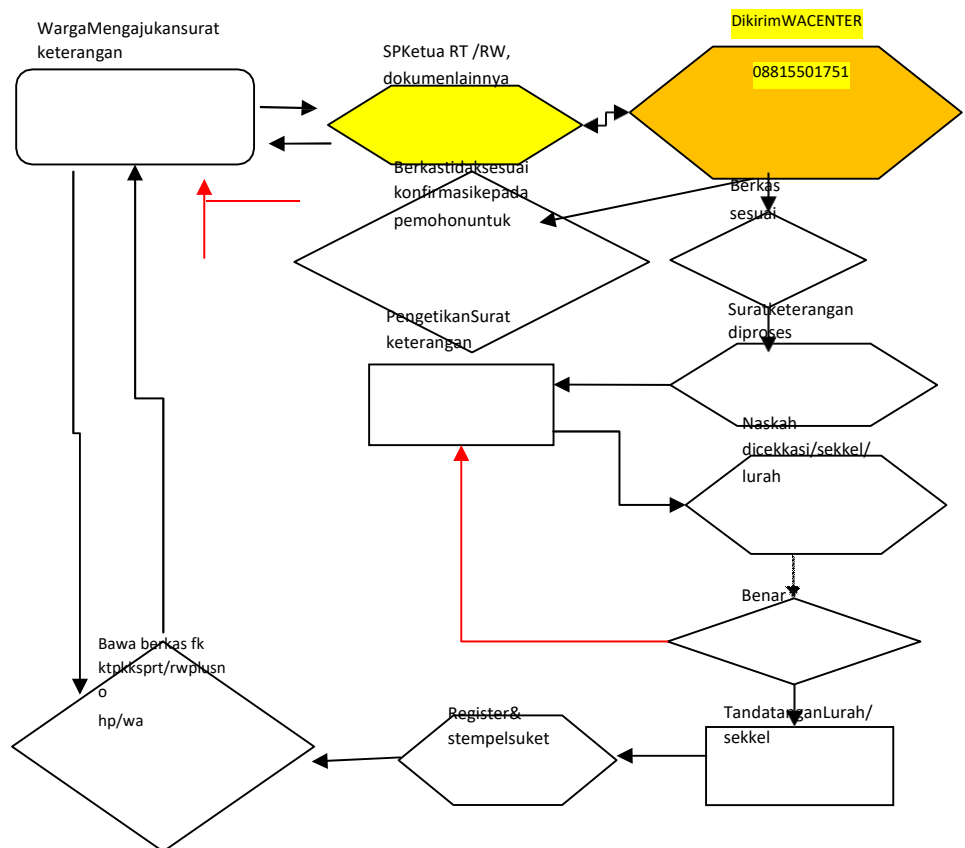 WargaMengajukansurat
keterangan
SPKetua RT /RW,
dokumenlainnya
DikirimWACENTER
08815501751
Berkastidaksesuai
konfirmasikepada
pemohonuntuk
Berkas
sesuai
PengetikanSurat
keterangan
Suratketerangan
diproses
Naskah
dicekkasi/sekkel/
lurah
Benar
Bawa berkas fk
ktpkksprt/rwplusn
o
hp/wa
Register&
stempelsuket
TandatanganLurah/
sekkel